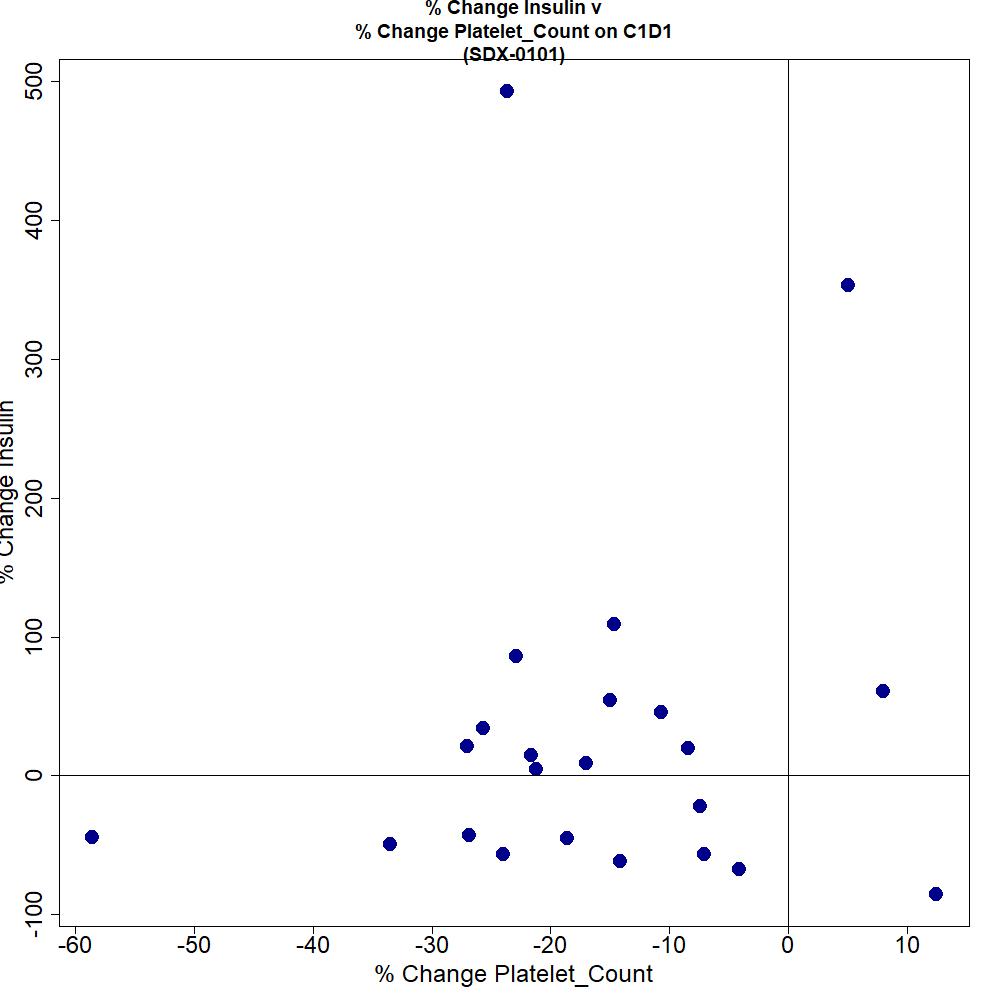 % Change Insulin v
% Change Platelet_Count on C1D1
(SDX-0101)
% Change Insulin
500
400
300
200
100
0
-100
-60 -50 -40 -30 -20 -10 0 10
% Change Platelet_Count